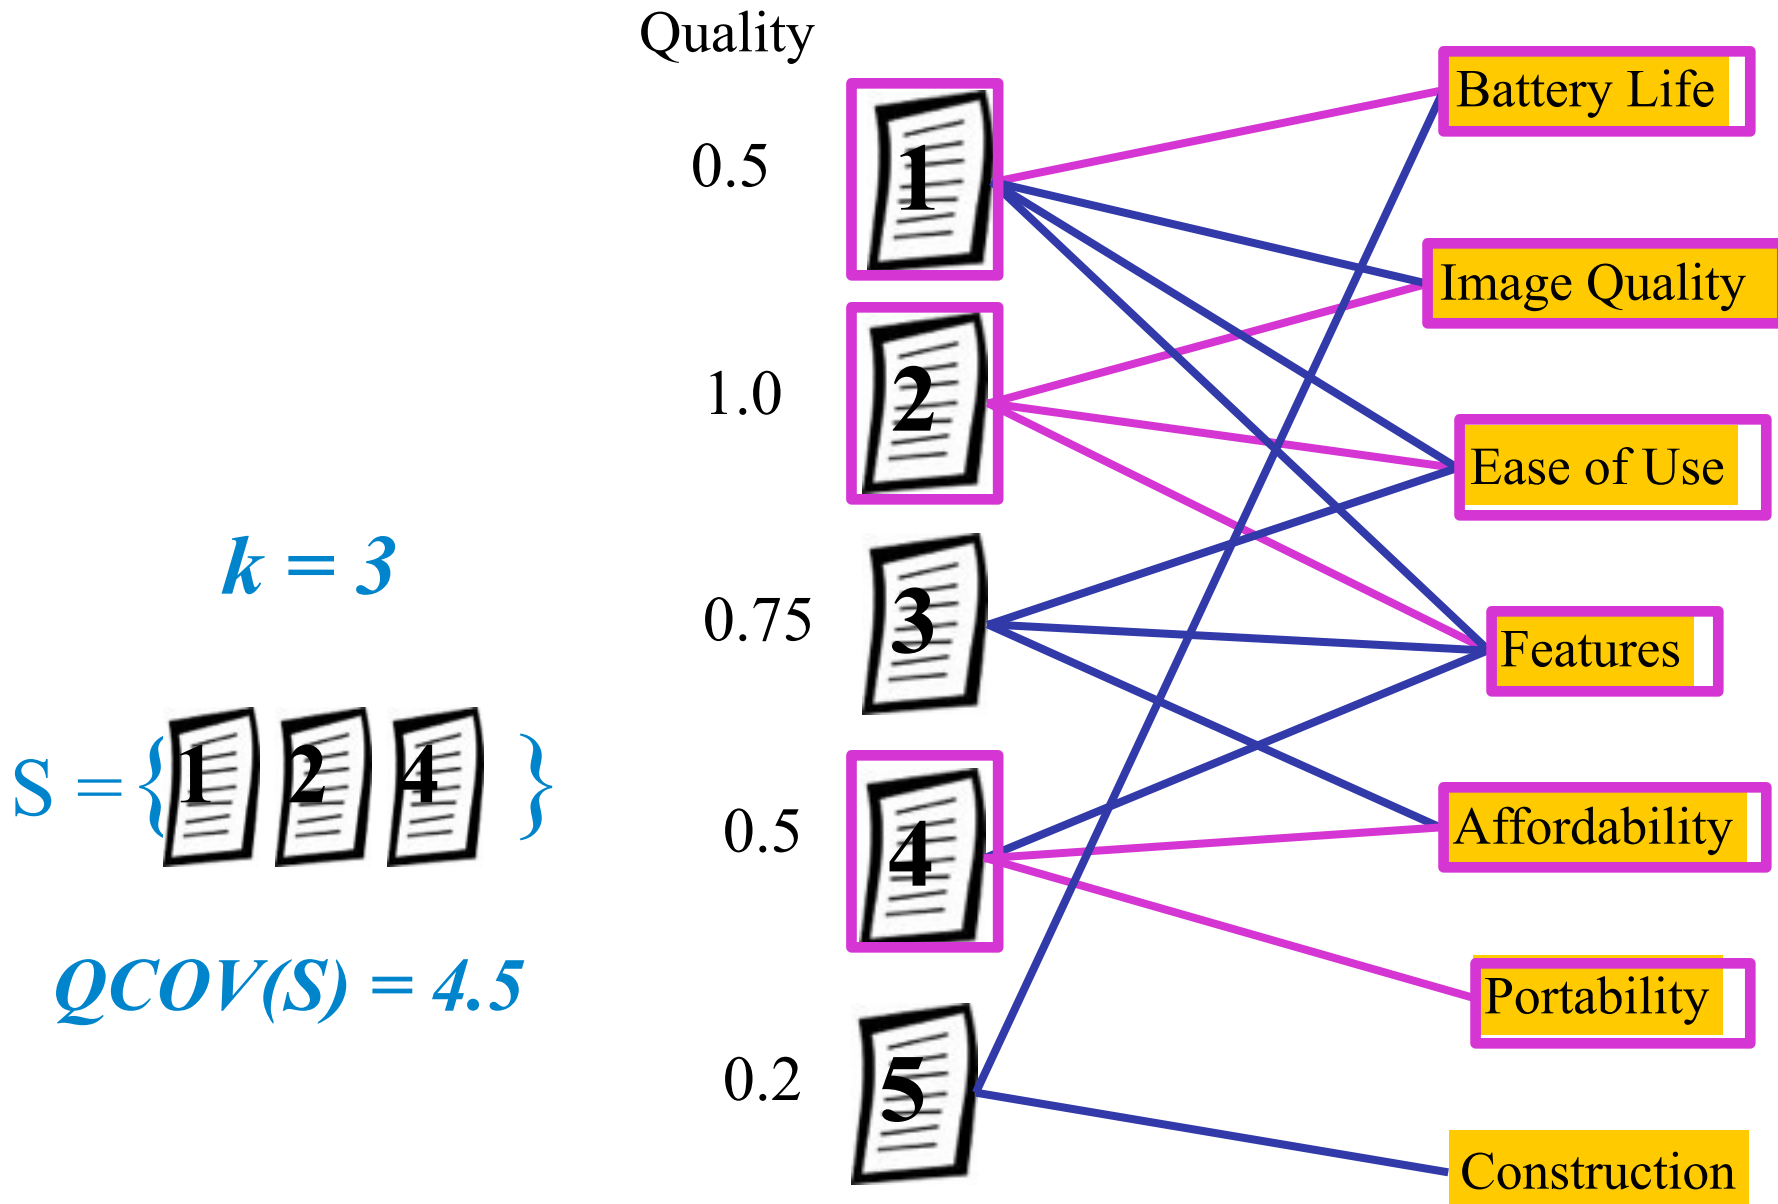 Quality
0.5
1
1.0
2
0.75
3
0.5
4
0.2
5
Battery Life
Image Quality
Ease of Use
Features
Affordability
Portability
Construction
k = 3
S = { 1 2 4 }
QCOV(S) = 4.5